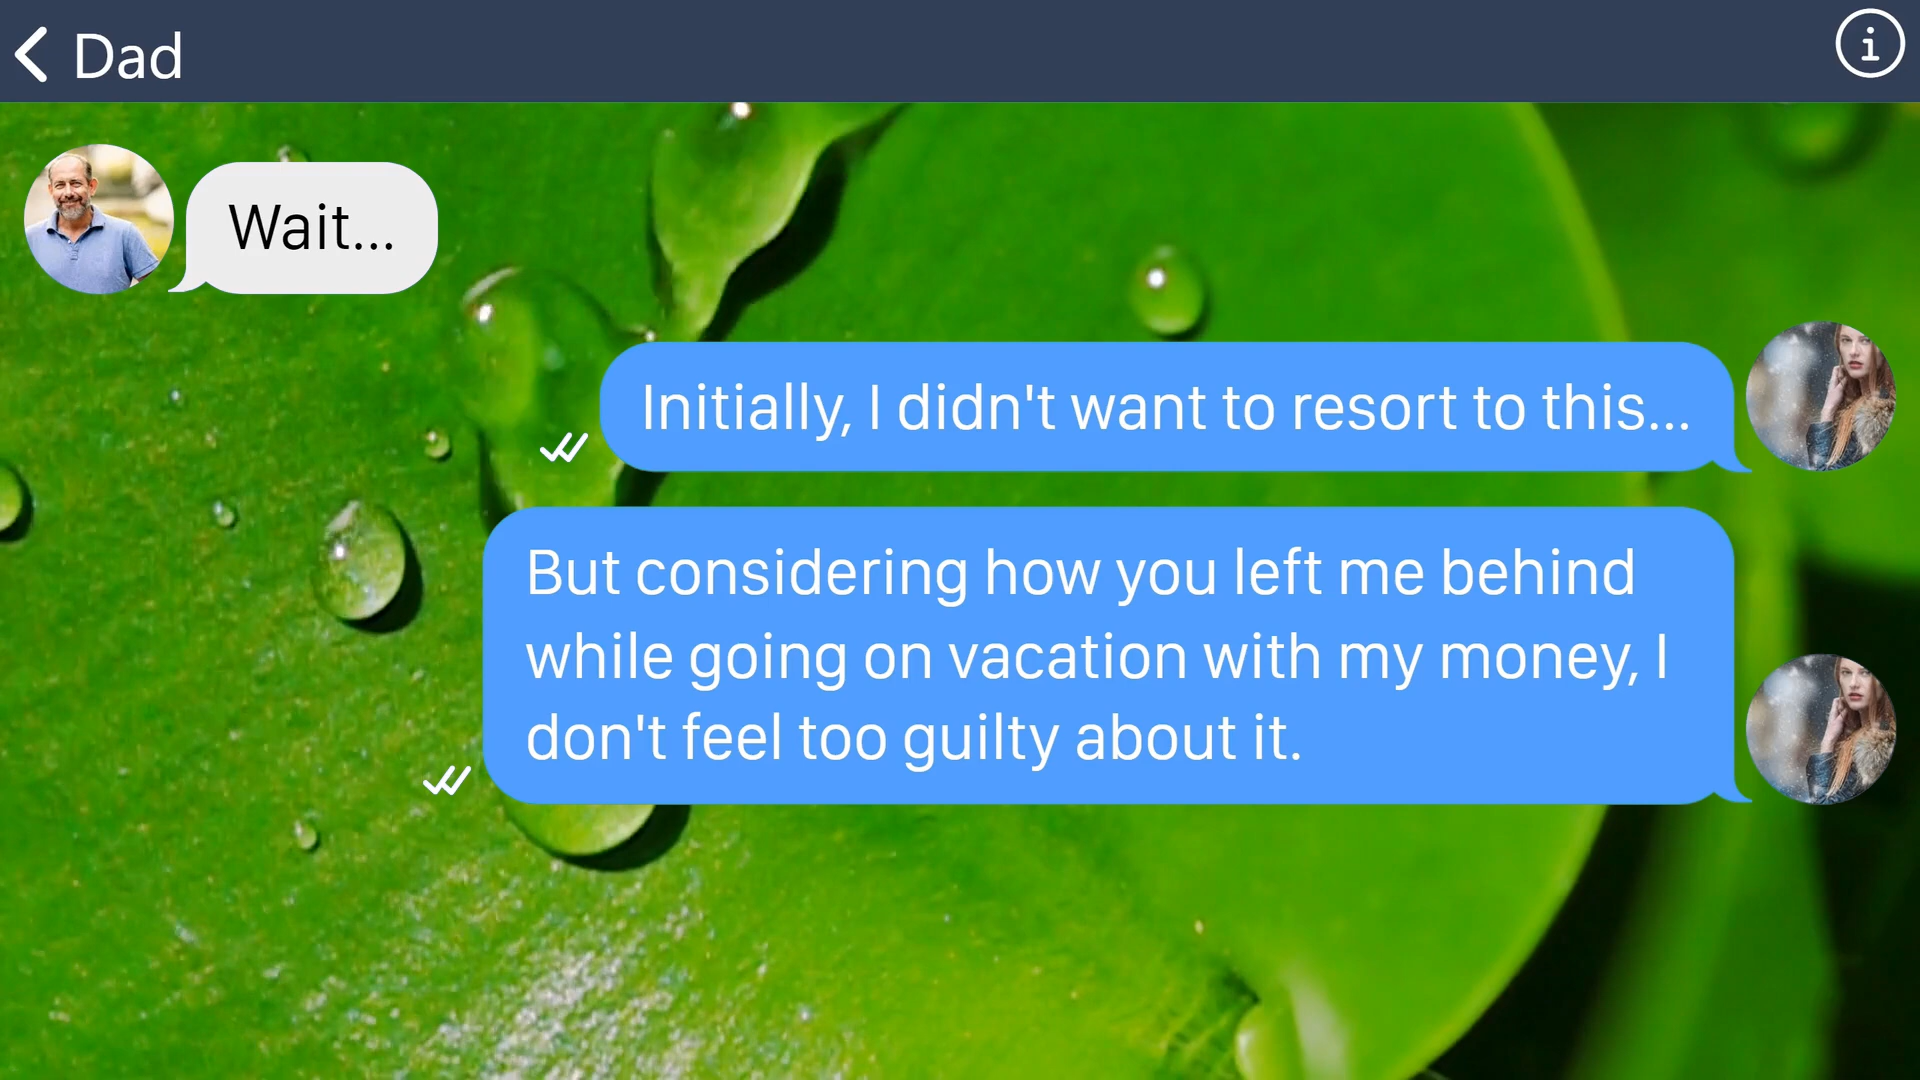 Dad
Wait...
Initially, I didn't want to resort to this...
But considering how you left me behind
while going on vacation with my money, I
don't feel too guilty about it.